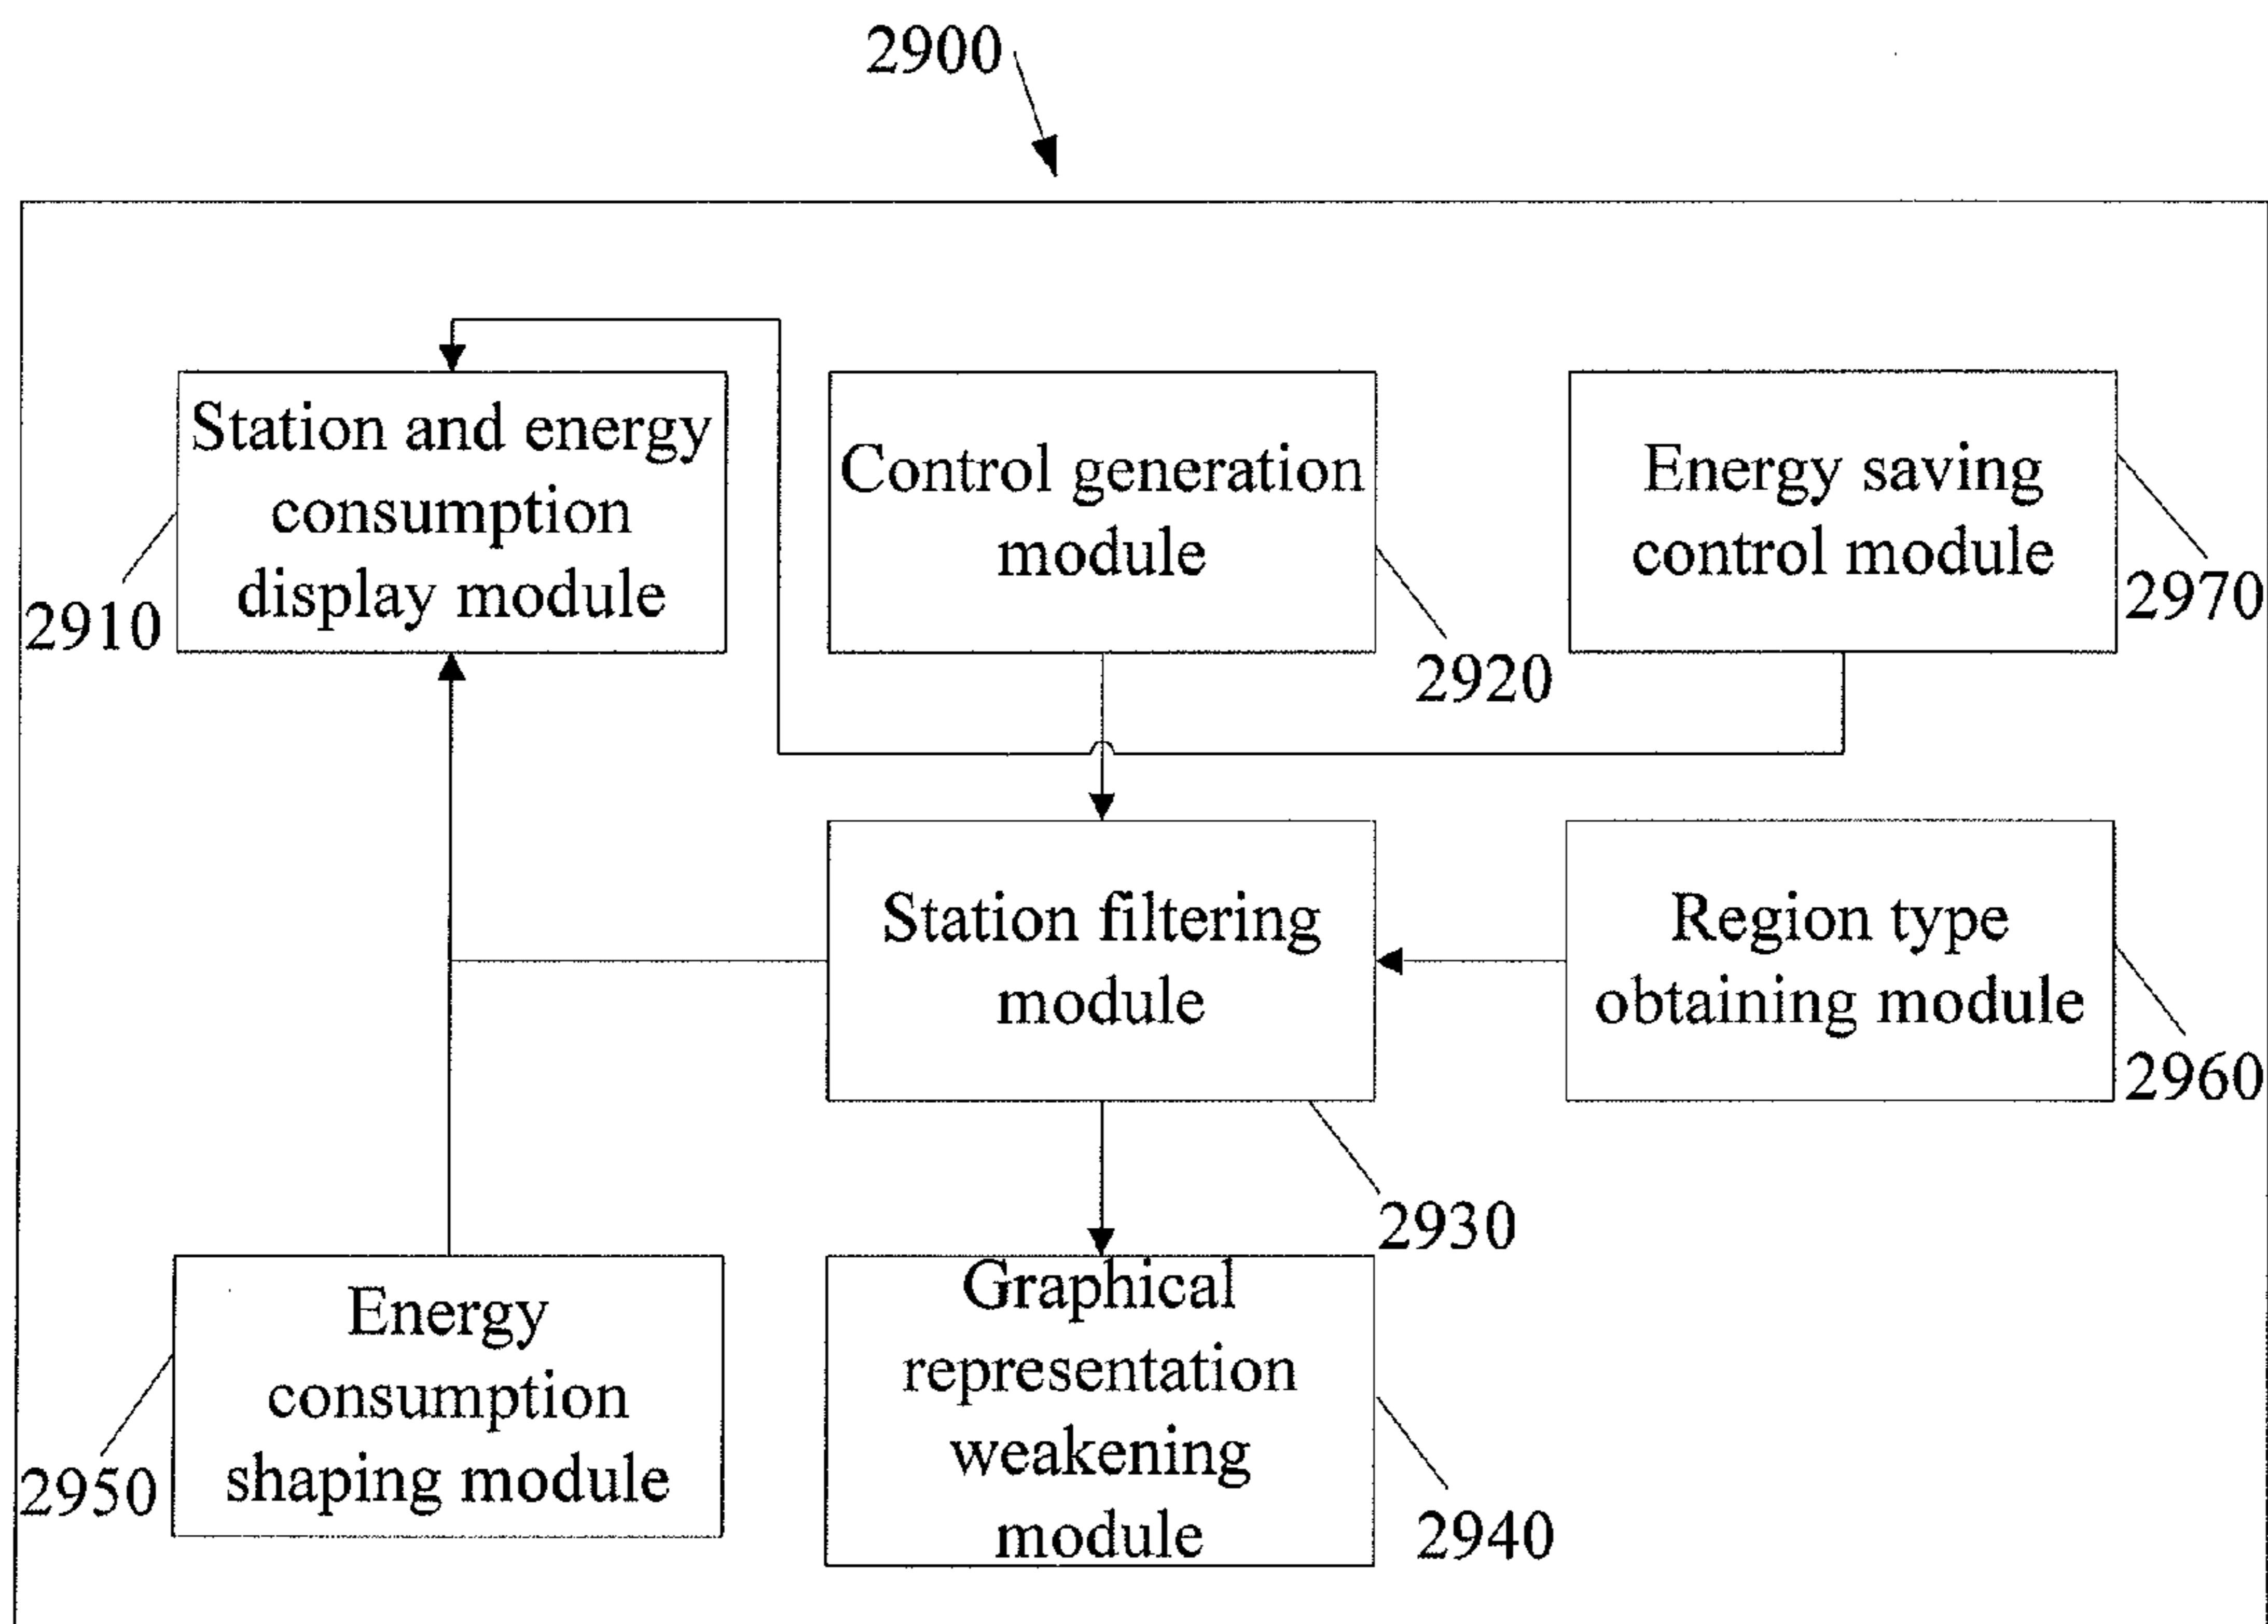 2900
Station and energy
consumption
display module
2910
Control generation
module
2920
Energy saving
control module
2970
Station filtering
module
2930
Region type
obtaining module
2960
Energy
consumption
shaping module
2950
Graphical
representation
weakening
module
2940